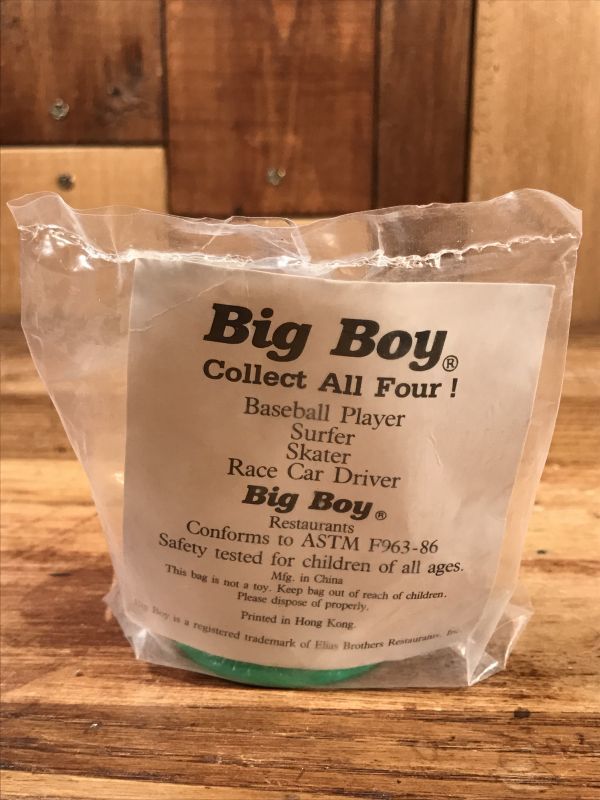 Big Boy®
Collect All Four !
Baseball Player
Surfer
Skater
Race Car Driver
Big Boy®
Restaurants
Conforms to ASTM F963-86
Safety tested for children of all ages.
Mfg. in China
This bag is not a toy. Keep bag out of reach of children.
Please dispose of properly.
Printed in Hong Kong.
Big Boy is a registered trademark of Elias Brothers Restaurants, Inc.